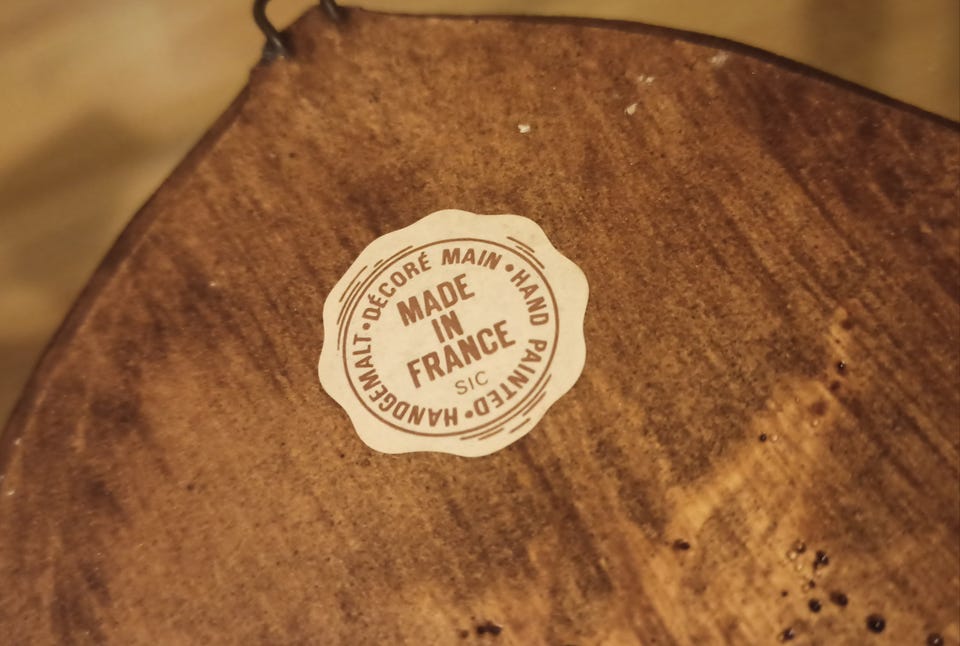 DÉCORÉ MAIN • HAND PAINTED • HANDGEMALT •
MADE
IN
FRANCE
SIC